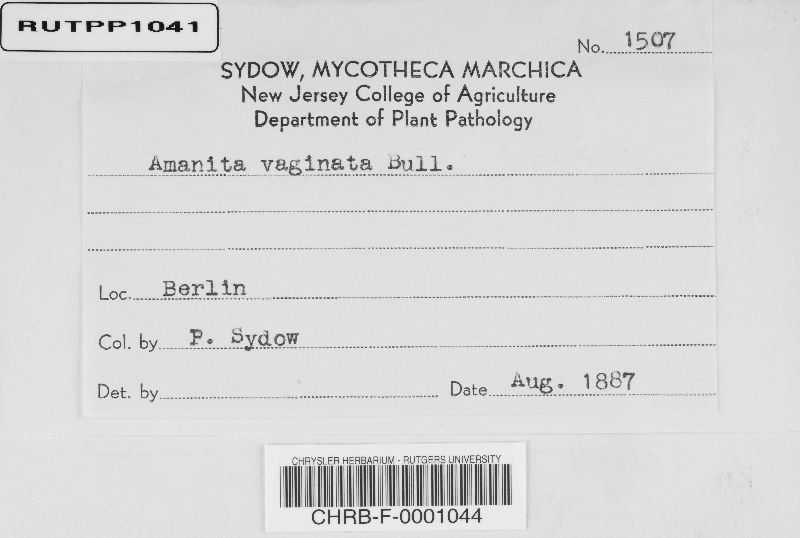 RUTPP1041
No. 1507
SYDOW, MYCOTHECA MARCHICA
New Jersey College of Agriculture
Department of Plant Pathology
Amanita vaginata Bull.
Loc. Berlin
Col. by P. Sydow
Det. by Date Aug. 1887
CHRYSLER HERBARIUM - RUTGERS UNIVERSITY
CHRB-F-0001044